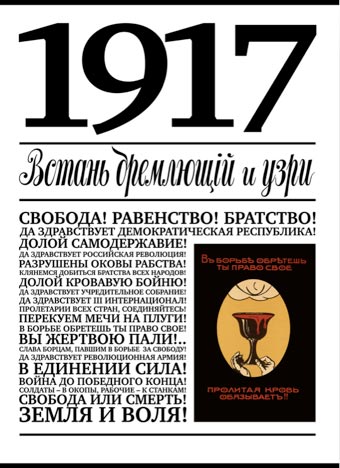 1917
Встань дремлющій и узри
СВОБОДА! РАВЕНСТВО! БРАТСТВО!
ДА ЗДРАВСТВУЕТ ДЕМОКРАТИЧЕСКАЯ РЕСПУБЛИКА!
ДОЛОЙ САМОДЕРЖАВИЕ!
ДА ЗДРАВСТВУЕТ РОССИЙСКАЯ РЕВОЛЮЦИЯ!
РАЗРУШЕНЫ ОКОВЫ РАБСТВА!
КЛЯНЕМСЯ ДОБИТЬСЯ БРАТСТВА ВСЕХ НАРОДОВ!
ДОЛОЙ КРОВАВУЮ БОЙНЮ!
ДА ЗДРАВСТВУЕТ УЧРЕДИТЕЛЬНОЕ СОБРАНИЕ!
ДА ЗДРАВСТВУЕТ III ИНТЕРНАЦИОНАЛ!
ПРОЛЕТАРИИ ВСЕХ СТРАН, СОЕДИНЯЙТЕСЬ!
ПЕРЕКУЕМ МЕЧИ НА ПЛУГИ!
В БОРЬБЕ ОБРЕТЕШЬ ТЫ ПРАВО СВОЕ!
ВЫ ЖЕРТВОЮ ПАЛИ!..
СЛАВА БОРЦАМ, ПАВШИМ В БОРЬБЕ ЗА СВОБОДУ!
ДА ЗДРАВСТВУЕТ РЕВОЛЮЦИОННАЯ АРМИЯ!
В ЕДИНЕНИИ СИЛА!
ВОЙНА ДО ПОБЕДНОГО КОНЦА!
СОЛДАТЫ – В ОКОПЫ, РАБОЧИЕ – К СТАНКАМ!
СВОБОДА ИЛИ СМЕРТЬ!
ЗЕМЛЯ И ВОЛЯ!
ВЪ БОРЬБѢ ОБРѢТЕШЬ
ТЫ ПРАВО СВОЕ
ПРОЛИТАЯ КРОВЬ
ОБЯЗЫВАЕТЪ!!